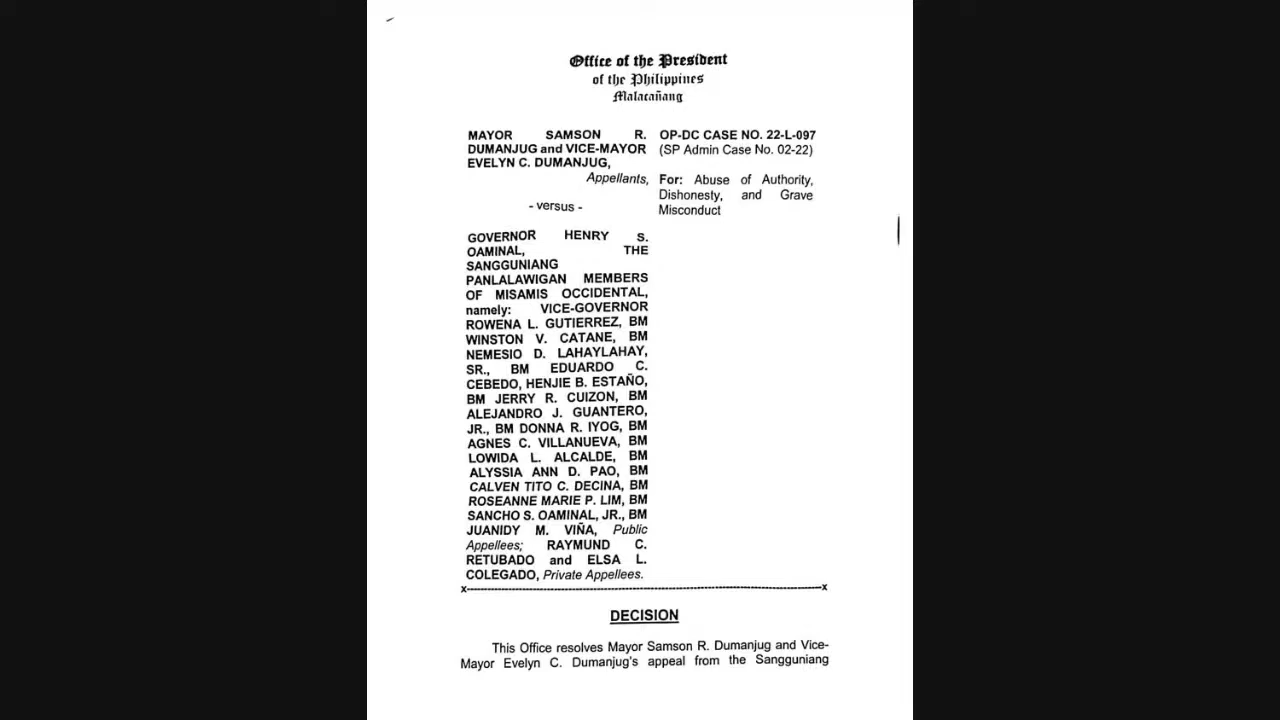 Office of the President
of the Philippines
Malacañang
MAYOR SAMSON R.
DUMANJUG and VICE-MAYOR
EVELYN C. DUMANJUG,
Appellants,
- versus -
GOVERNOR HENRY S.
OAMINAL, THE
SANGGUNIANG
PANLALAWIGAN MEMBERS
OF MISAMIS OCCIDENTAL,
namely: VICE-GOVERNOR
ROWENA L. GUTIERREZ, BM
WINSTON V. CATANE, BM
NEMESIO D. LAHAYLAHAY,
SR., BM EDUARDO C.
CEBEDO, HENJIE B. ESTAÑO,
BM JERRY R. CUIZON, BM
ALEJANDRO J. GUANTERO,
JR., BM DONNA R. IYOG, BM
AGNES C. VILLANUEVA, BM
LOWIDA L. ALCALDE, BM
ALYSSIA ANN D. PAO, BM
CALVEN TITO C. DECINA, BM
ROSEANNE MARIE P. LIM, BM
SANCHO S. OAMINAL, JR., BM
JUANIDY M. VIÑA, Public
Appellees; RAYMUND C.
RETUBADO and ELSA L.
COLEGADO, Private Appellees.
OP-DC CASE NO. 22-L-097
(SP Admin Case No. 02-22)
For: Abuse of Authority,
Dishonesty, and Grave
Misconduct
x-----------------------------------------------------------------------x
DECISION
This Office resolves Mayor Samson R. Dumanjug and Vice-
Mayor Evelyn C. Dumanjug's appeal from the Sangguniang